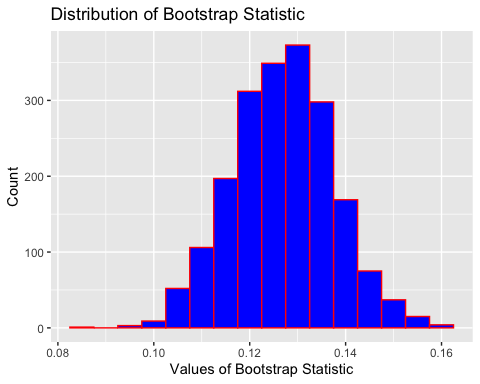 Distribution of Bootstrap Statistic
300
200
100
0
Count
0.08 0.10 0.12 0.14 0.16
Values of Bootstrap Statistic